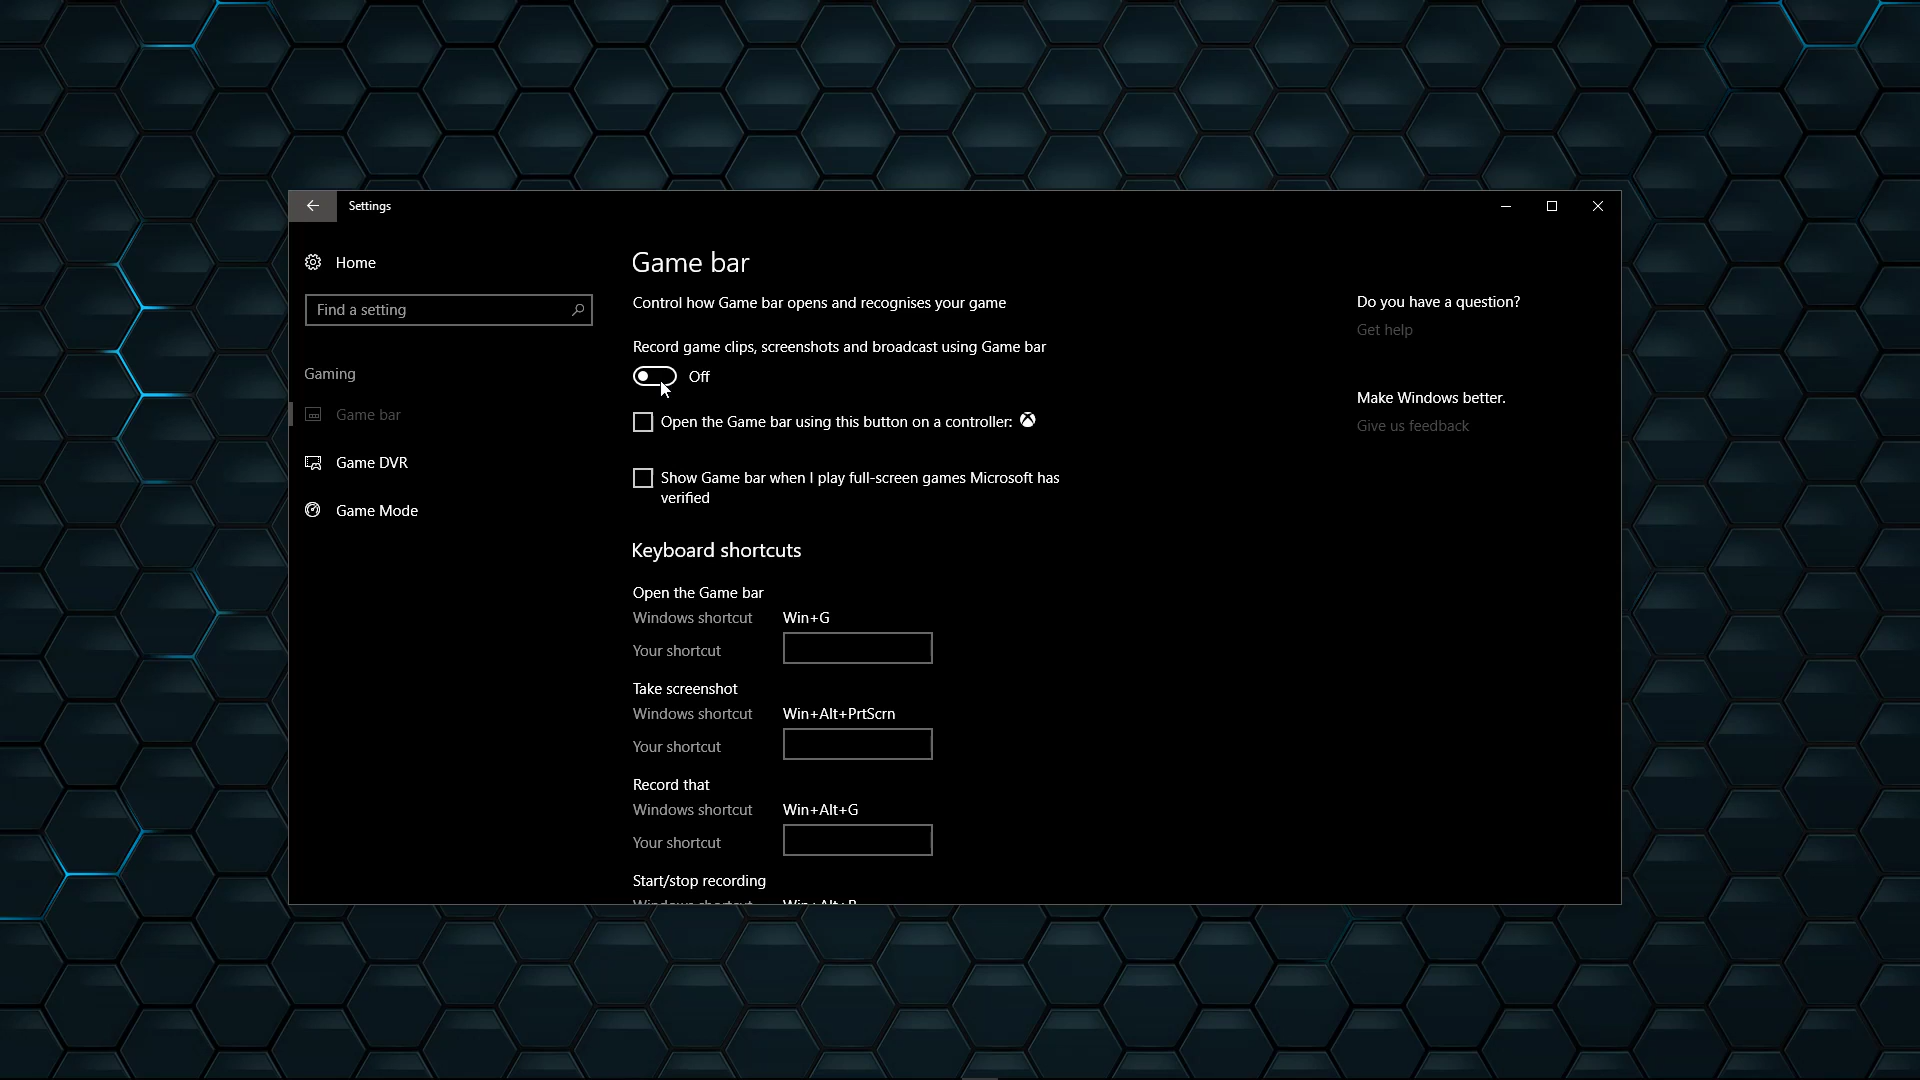 Settings
Home
Find a setting
Gaming
Game bar
Game DVR
Game Mode
Game bar
Control how Game bar opens and recognises your game
Record game clips, screenshots and broadcast using Game bar
Off
Open the Game bar using this button on a controller:
Show Game bar when I play full-screen games Microsoft has
verified
Keyboard shortcuts
Open the Game bar
Windows shortcut Win+G
Your shortcut
Take screenshot
Windows shortcut Win+Alt+PrtScrn
Your shortcut
Record that
Windows shortcut Win+Alt+G
Your shortcut
Start/stop recording
Do you have a question?
Get help
Make Windows better.
Give us feedback